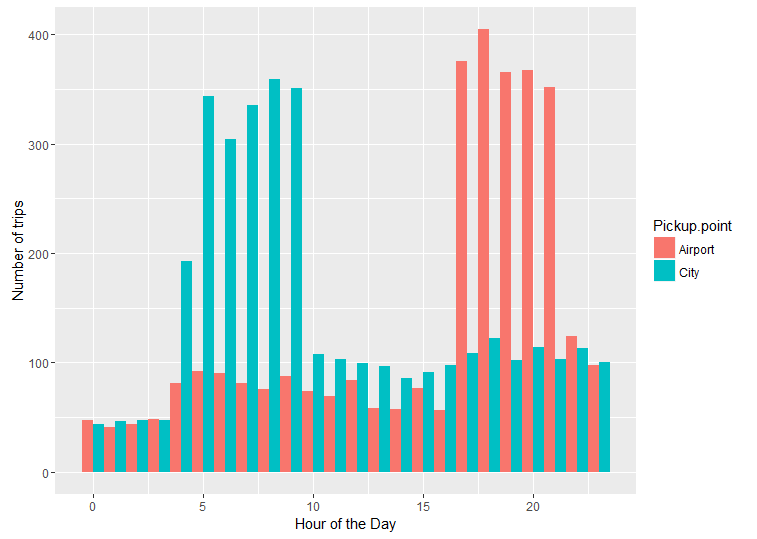 400
300
200
100
0
Number of trips
0 5 10 15 20
Hour of the Day
Pickup.point
Airport
City